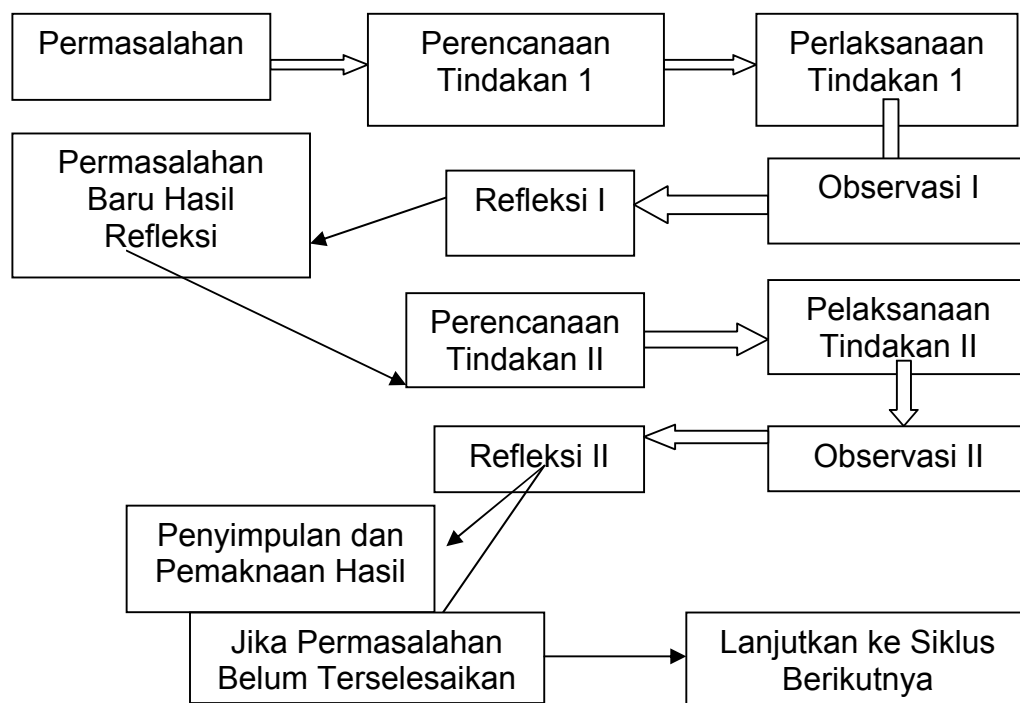 Permasalahan
Perencanaan
Tindakan 1
Perlaksanaan
Tindakan 1
Permasalahan
Baru Hasil
Refleksi
Refleksi I
Observasi I
Perencanaan
Tindakan II
Pelaksanaan
Tindakan II
Refleksi II
Observasi II
Penyimpulan dan
Pemaknaan Hasil
Jika Permasalahan
Belum Terselesaikan
Lanjutkan ke Siklus
Berikutnya